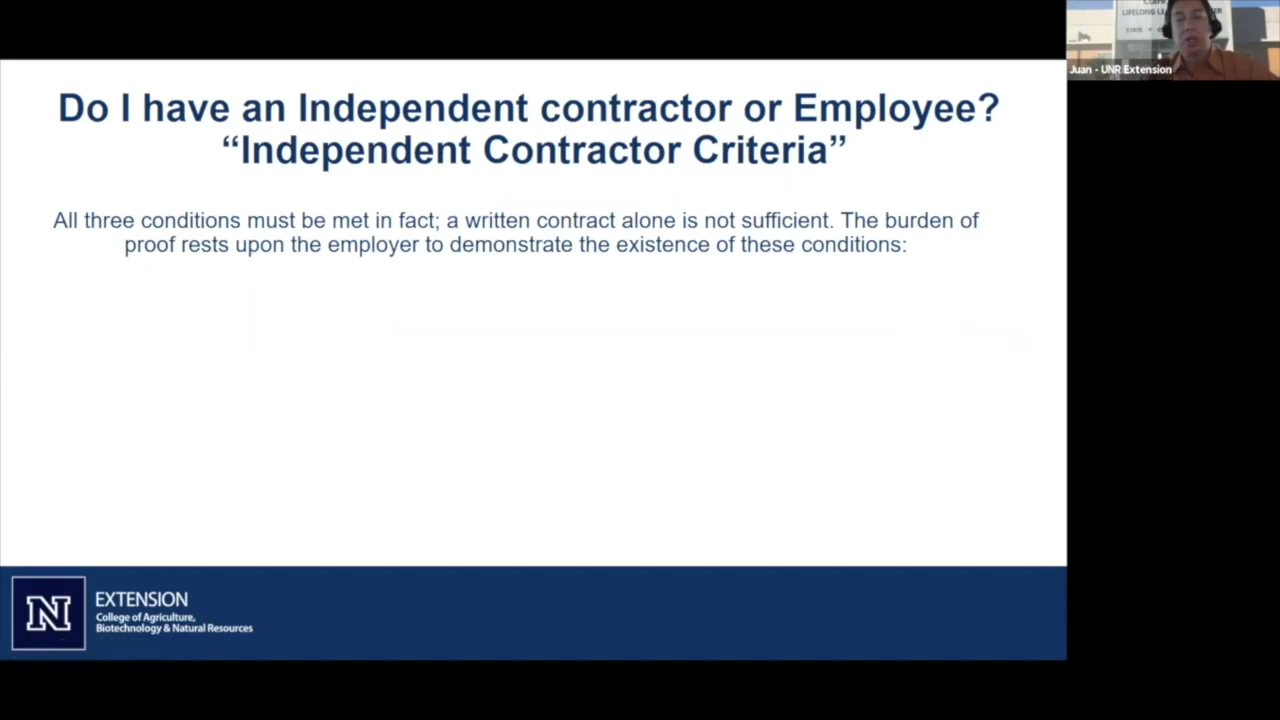 Do I have an Independent contractor or Employee?
“Independent Contractor Criteria”
All three conditions must be met in fact; a written contract alone is not sufficient. The burden of
proof rests upon the employer to demonstrate the existence of these conditions:
N
EXTENSION
College of Agriculture,
Biotechnology & Natural Resources
LIFELONG
Juan - UNR Extension